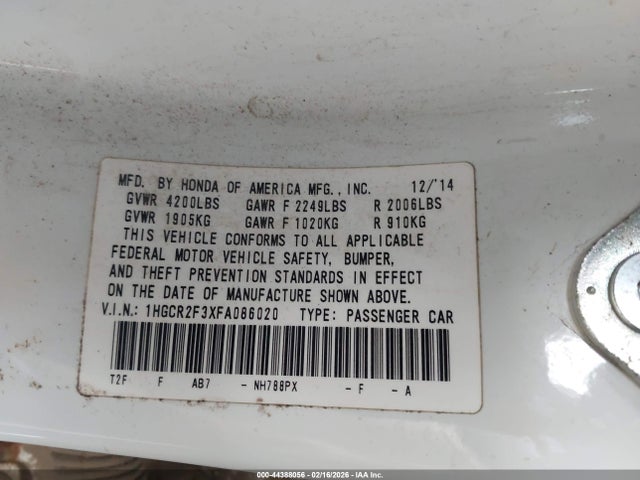 MFD. BY HONDA OF AMERICA MFG., INC. 12/'14
GVWR 4200LBS GAWR F 2249LBS R 2006LBS
GVWR 1905KG GAWR F 1020KG R 910KG
THIS VEHICLE CONFORMS TO ALL APPLICABLE
FEDERAL MOTOR VEHICLE SAFETY, BUMPER,
AND THEFT PREVENTION STANDARDS IN EFFECT
ON THE DATE OF MANUFACTURE SHOWN ABOVE.
V.I.N.: 1HGCR2F3XFA086020 TYPE: PASSENGER CAR
T2F F AB7 - NH788PX - F - A
000-44388056 - 02/16/2026 - IAA Inc.